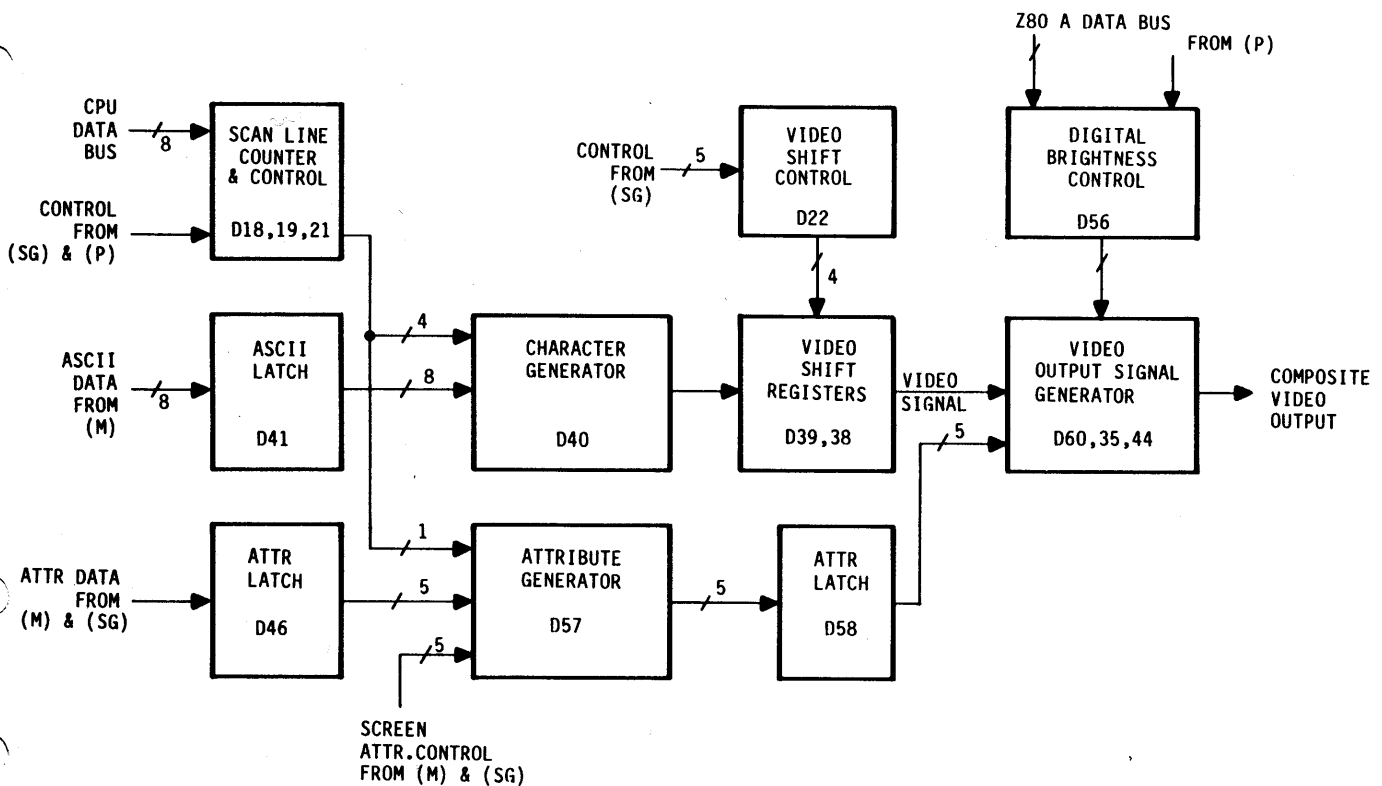 Z80 A DATA BUS
FROM (P)
CPU
DATA
BUS
8
SCAN LINE
COUNTER
& CONTROL
D18,19,21
CONTROL
FROM
(SG) & (P)
CONTROL
FROM
(SG)
5
VIDEO
SHIFT
CONTROL
D22
4
DIGITAL
BRIGHTNESS
CONTROL
D56
ASCII
DATA
FROM
(M)
8
ASCII
LATCH
D41
4
8
CHARACTER
GENERATOR
D40
VIDEO
SHIFT
REGISTERS
D39,38
VIDEO
SIGNAL
5
VIDEO
OUTPUT SIGNAL
GENERATOR
D60,35,44
COMPOSITE
VIDEO
OUTPUT
ATTR DATA
FROM
(M) & (SG)
ATTR
LATCH
D46
1
5
5
ATTRIBUTE
GENERATOR
D57
5
ATTR
LATCH
D58
SCREEN
ATTR.CONTROL
FROM (M) & (SG)